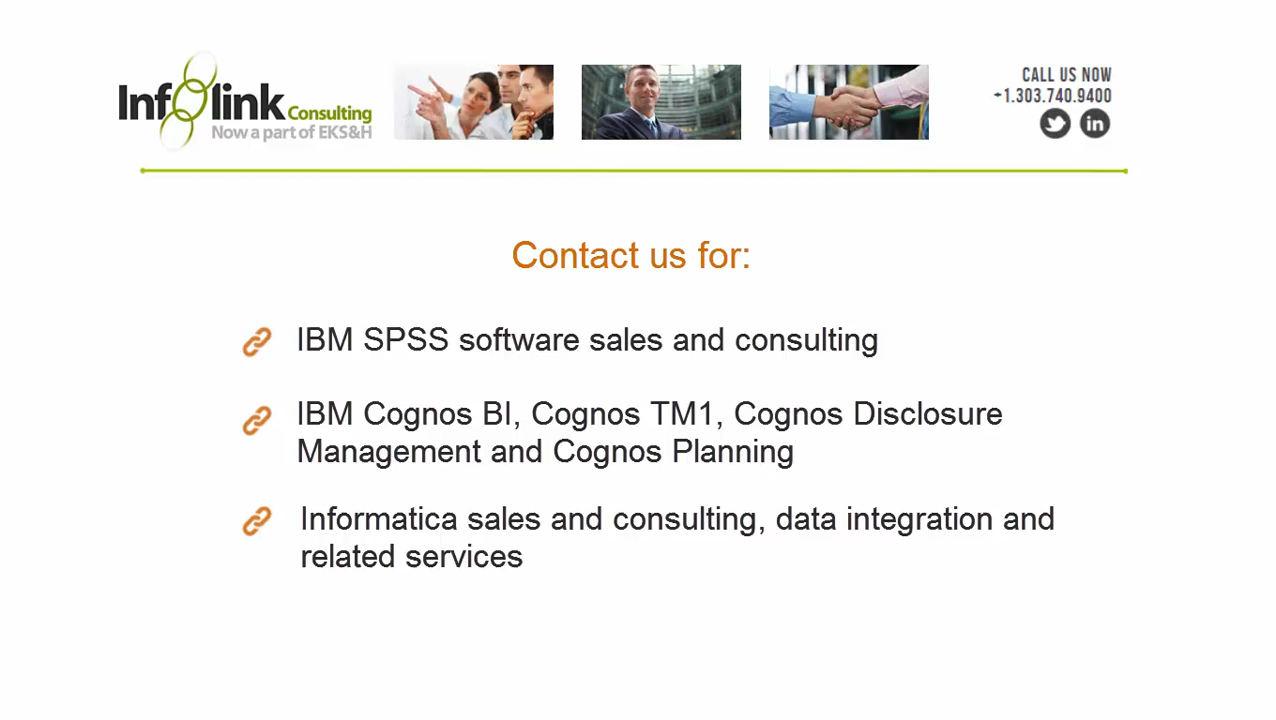 Infolink Consulting
Now a part of EKS&H
CALL US NOW
+1.303.740.9400
in
Contact us for:
IBM SPSS software sales and consulting
IBM Cognos BI, Cognos TM1, Cognos Disclosure
Management and Cognos Planning
Informatica sales and consulting, data integration and
related services